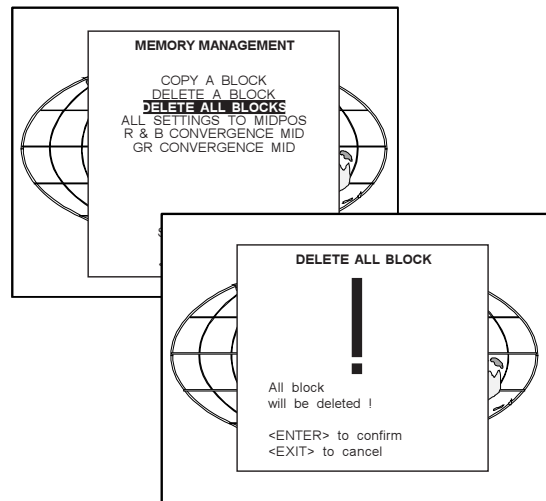 MEMORY MANAGEMENT
COPY A BLOCK
DELETE A BLOCK
DELETE ALL BLOCKS
ALL SETTINGS TO MIDPOS
R & B CONVERGENCE MID
GR CONVERGENCE MID
DELETE ALL BLOCK
!
All block
will be deleted !
<ENTER> to confirm
<EXIT> to cancel